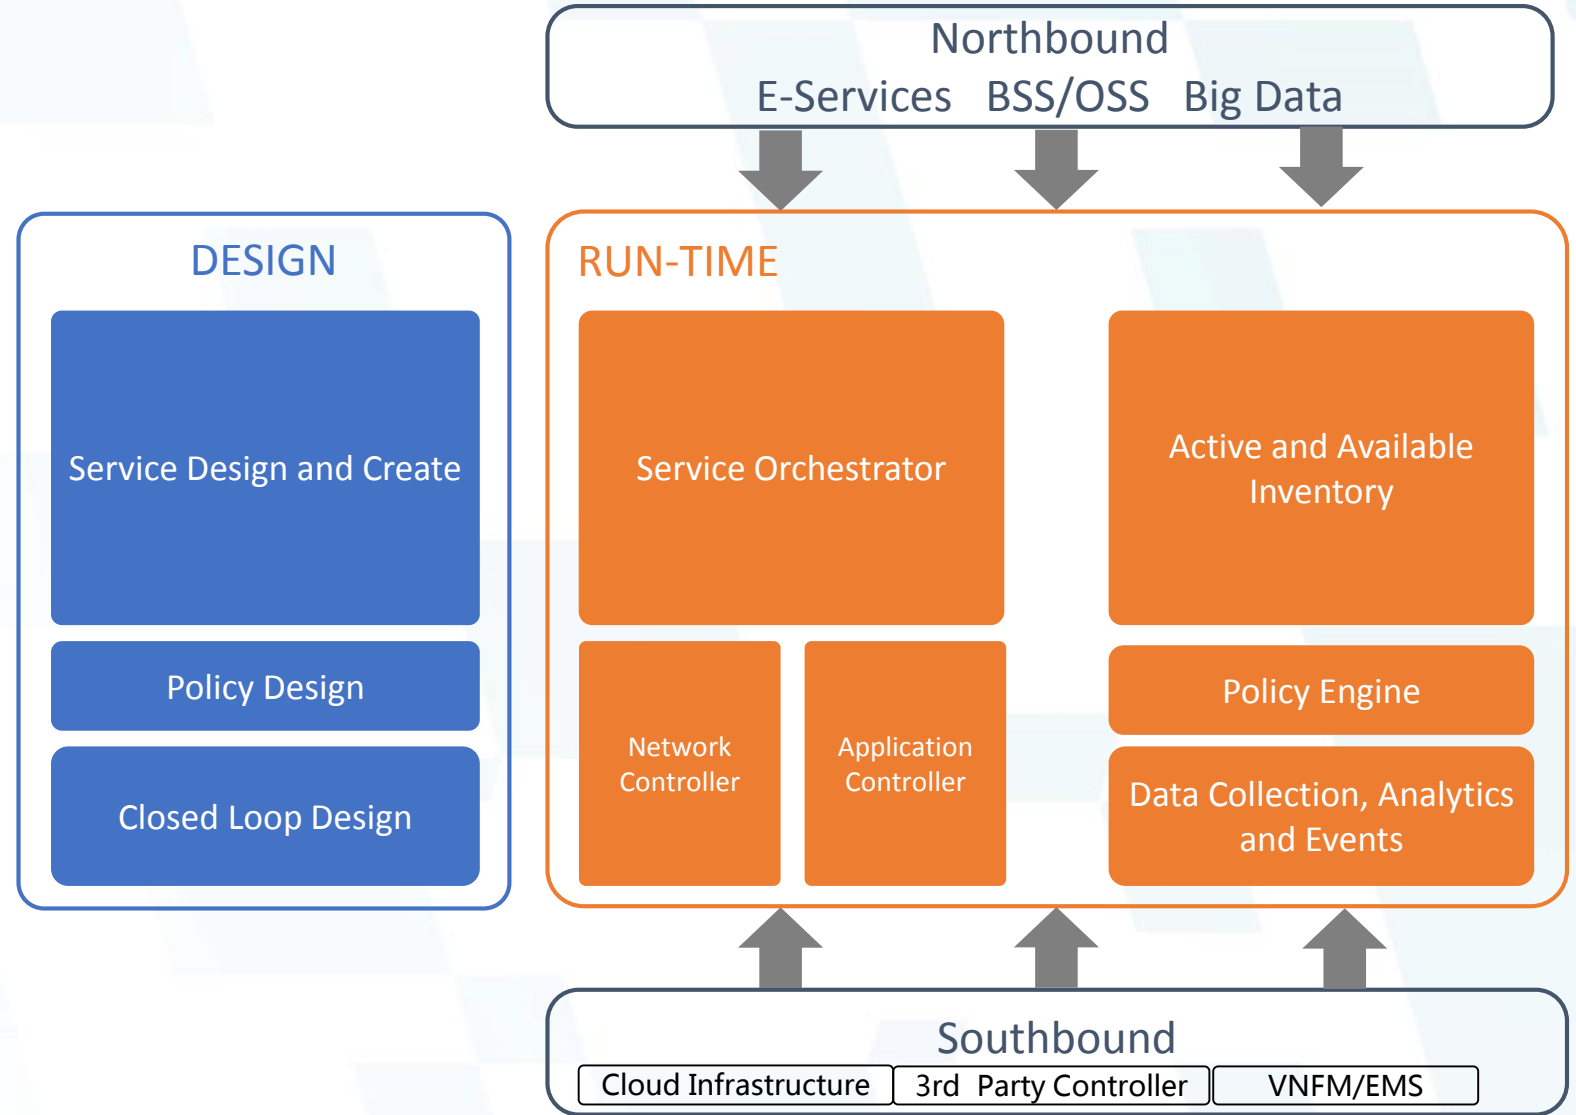 Northbound
E-Services BSS/OSS Big Data
DESIGN
Service Design and Create
Policy Design
Closed Loop Design
RUN-TIME
Service Orchestrator
Active and Available
Inventory
Network
Controller
Application
Controller
Policy Engine
Data Collection, Analytics
and Events
Southbound
Cloud Infrastructure
3rd Party Controller
VNFM/EMS